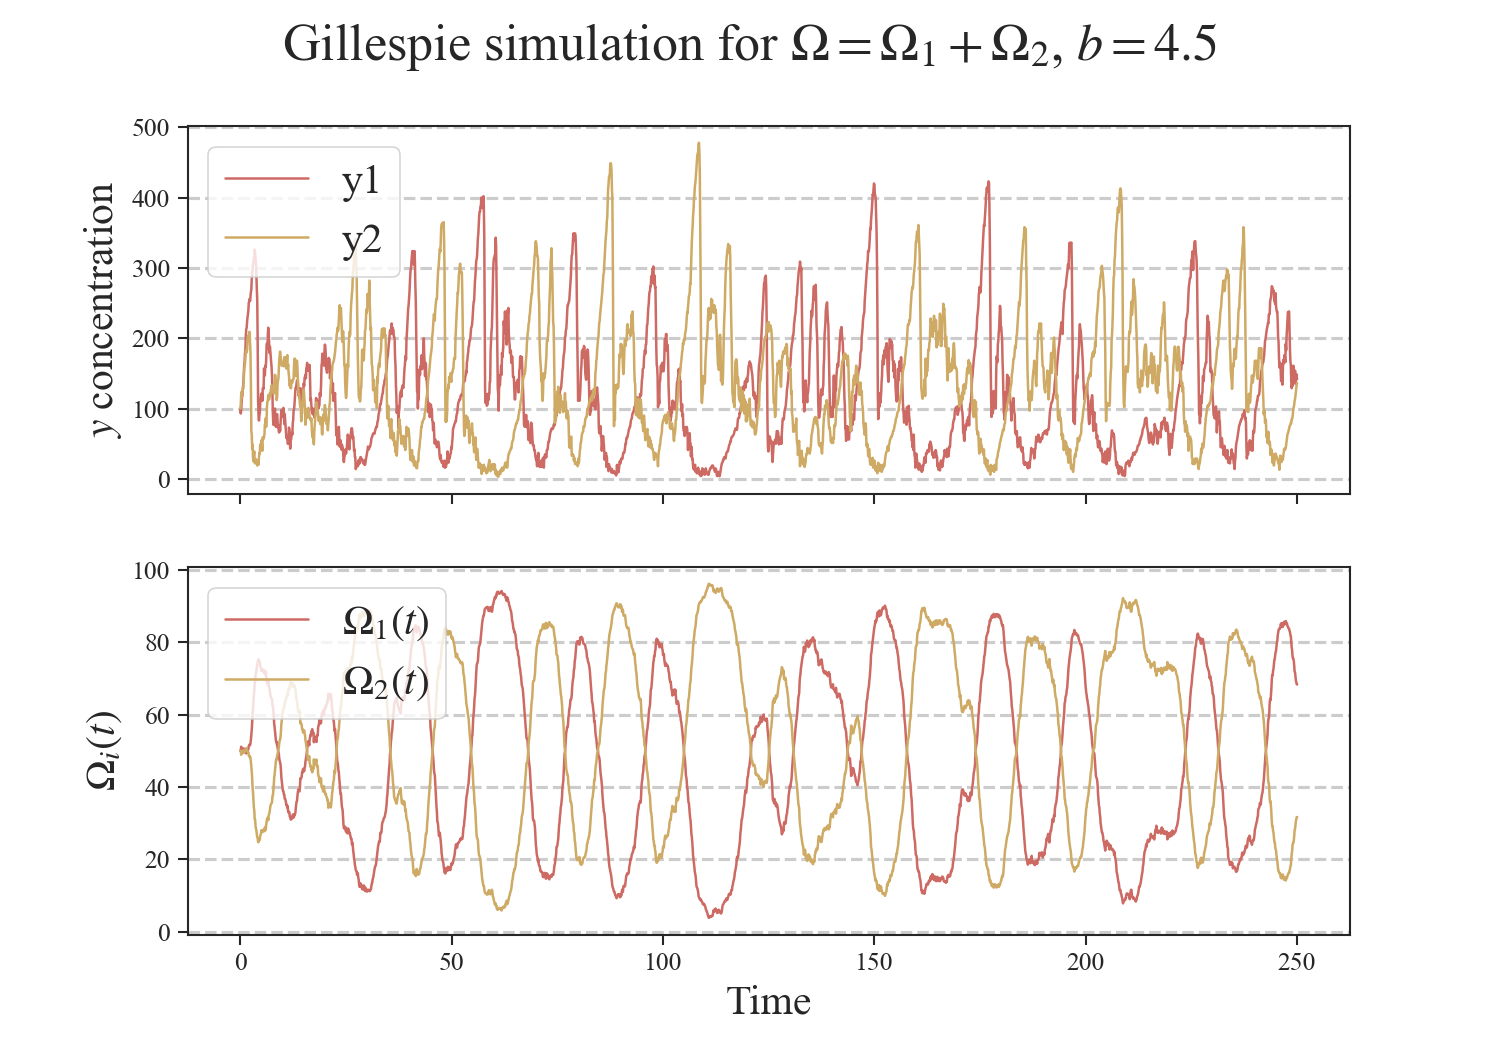 Gillespie simulation for Ω = Ω₁ + Ω₂, b = 4.5
500
400
300
200
100
0
y concentration
y1
y2
100
80
60
40
20
0
Ωᵢ(t)
Ω₁(t)
Ω₂(t)
0 50 100 150 200 250
Time